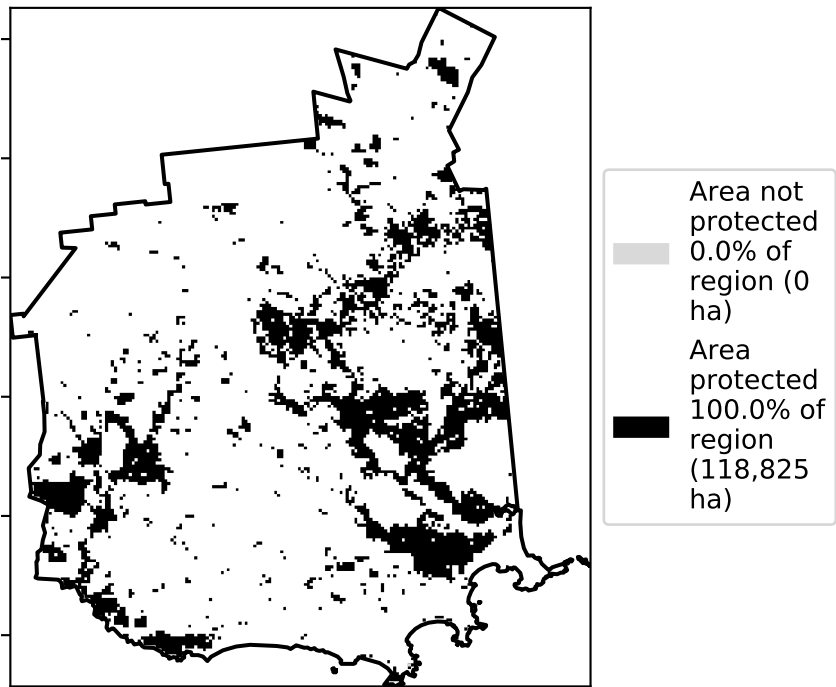 Area not
protected
0.0% of
region (0
ha)
Area
protected
100.0% of
region
(118,825
ha)